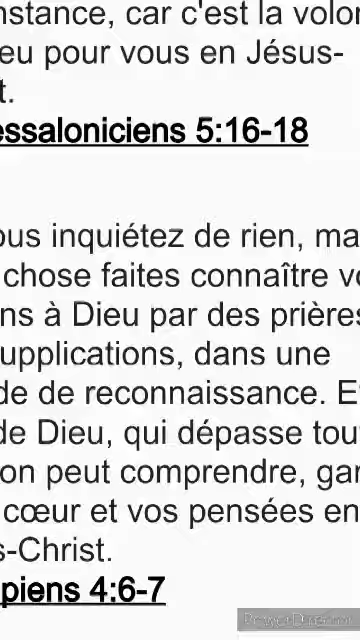 nstance, car c'est la volon
eu pour vous en Jésus-
t.
essaloniciens 5:16-18
ous inquiétez de rien, ma
chose faites connaître vo
ns à Dieu par des prières
upplications, dans une
de de reconnaissance. E
de Dieu, qui dépasse tou
on peut comprendre, gar
cœur et vos pensées en
s-Christ.
piens 4:6-7